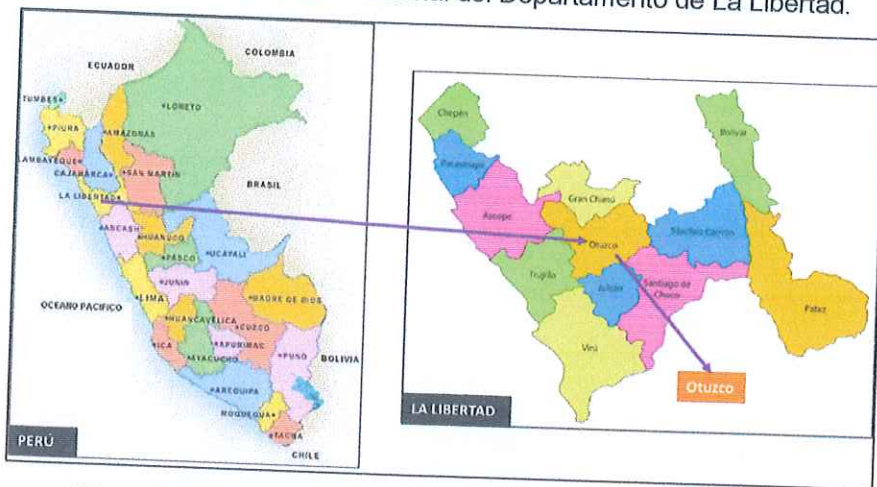 del Departamento de La Libertad.
COLOMBIA
ECUADOR
TUMBES
LORETO
PIURA
AMAZONAS
LAMBAYEQUE
CAJAMARCA
SAN MARTIN
BRASIL
LA LIBERTAD
ANCASH
HUANUCO
UCAYALI
PASCO
JUNIN
OCEANO PACIFICO
LIMA
MADRE DE DIOS
HUANCAVELICA
CUZCO
ICA
APURIMAC
AYACUCHO
PUNO
BOLIVIA
AREQUIPA
MOQUEGUA
TACNA
CHILE
PERÚ
Chepén
Bolívar
Pacasmayo
Gran Chimú
Ascope
Otuzco
Sánchez Carrión
Trujillo
Julcán
Santiago de
Chuco
Pataz
Virú
Otuzco
LA LIBERTAD